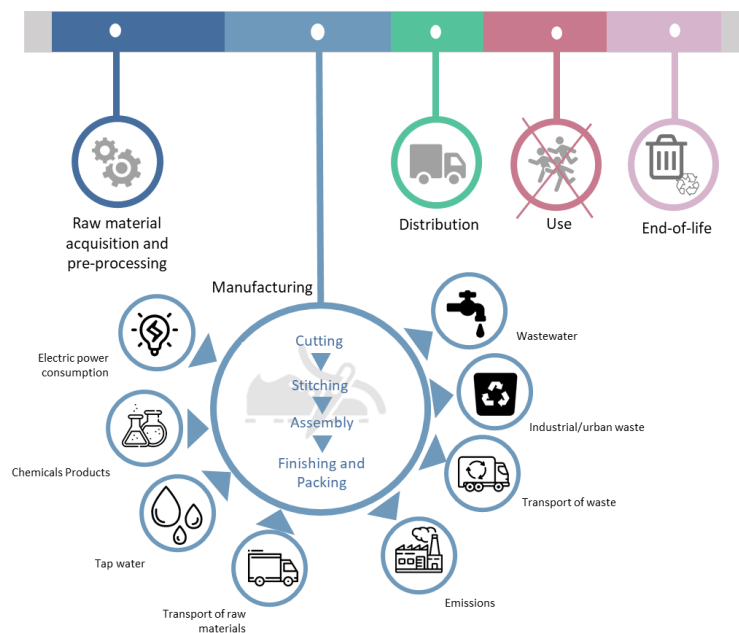 Raw material
acquisition and
pre-processing
Distribution
Use
End-of-life
Manufacturing
Cutting
Stitching
Assembly
Finishing and
Packing
Electric power
consumption
Chemicals Products
Tap water
Transport of raw
materials
Emissions
Transport of waste
Industrial/urban waste
Wastewater